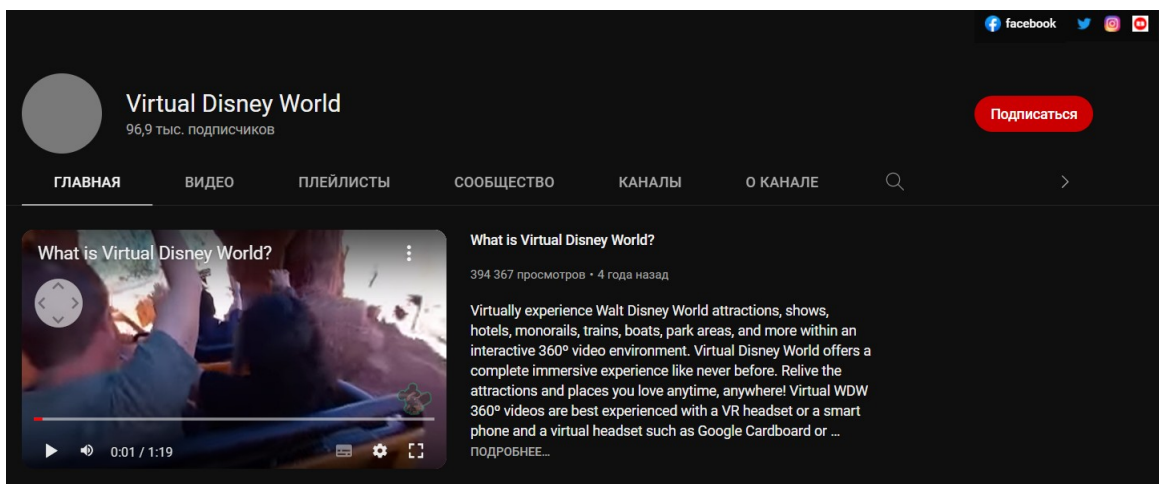 facebook
Virtual Disney World
96,9 тыс. подписчиков
Подписаться
ГЛАВНАЯ ВИДЕО ПЛЕЙЛИСТЫ СООБЩЕСТВО КАНАЛЫ О КАНАЛЕ
What is Virtual Disney World?
0:01 / 1:19
What is Virtual Disney World?
394 367 просмотров • 4 года назад
Virtually experience Walt Disney World attractions, shows,
hotels, monorails, trains, boats, park areas, and more within an
interactive 360º video environment. Virtual Disney World offers a
complete immersive experience like never before. Relive the
attractions and places you love anytime, anywhere! Virtual WDW
360º videos are best experienced with a VR headset or a smart
phone and a virtual headset such as Google Cardboard or ...
ПОДРОБНЕЕ...